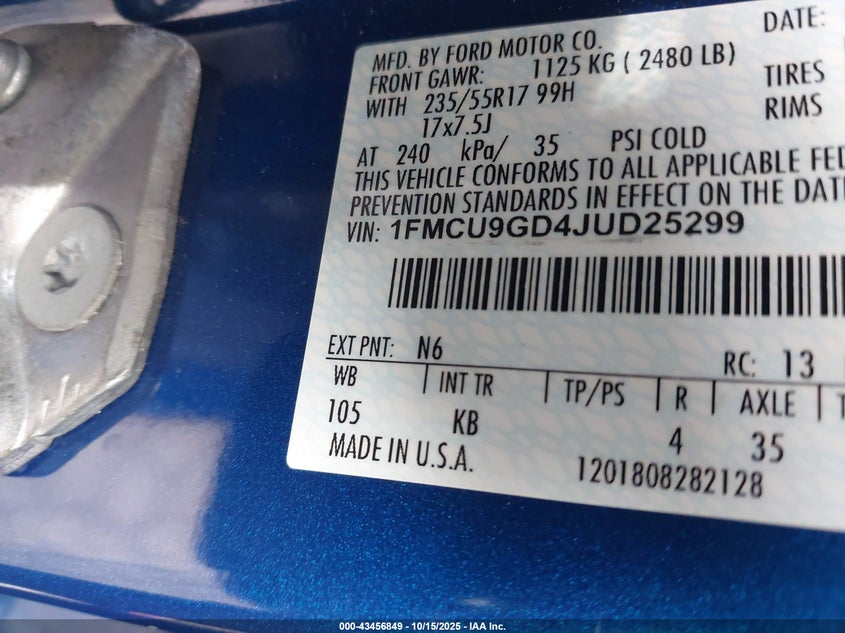 MFD. BY FORD MOTOR CO.
DATE:
FRONT GAWR: 1125 KG ( 2480 LB)
TIRES
WITH 235/55R17 99H
RIMS
17x7.5J
AT 240 kPa/ 35 PSI COLD
THIS VEHICLE CONFORMS TO ALL APPLICABLE FED
PREVENTION STANDARDS IN EFFECT ON THE DATE
VIN: 1FMCU9GD4JUD25299
EXT PNT: N6 RC: 13
WB INT TR TP/PS R AXLE T
105 KB 4 35
MADE IN U.S.A. 1201808282128
000-43456849 | 10/15/2025 - IAA Inc.